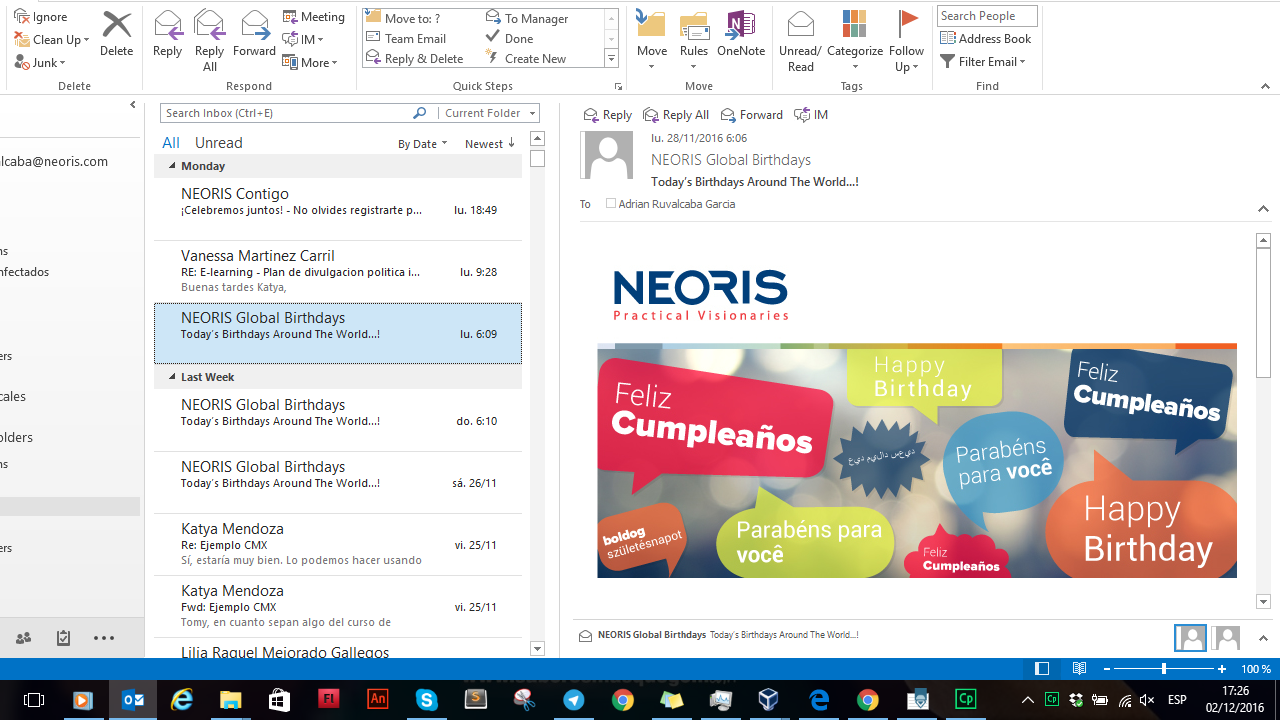 Ignore
Clean Up
Junk
Delete
Delete
Reply
Reply All
Forward
Meeting
IM
More
Respond
Move to: ?
Team Email
Reply & Delete
To Manager
Done
Create New
Quick Steps
Move
Rules
OneNote
Move
Unread/ Read
Categorize
Follow Up
Tags
Search People
Address Book
Filter Email
Find
lcaba@neoris.com
ns
nfectados
ers
cales
olders
ns
ers
Search Inbox (Ctrl+E)
Current Folder
All Unread By Date Newest
Monday
NEORIS Contigo
¡Celebremos juntos! - No olvides registrarte p... lu. 18:49
Vanessa Martinez Carril
RE: E-learning - Plan de divulgacion politica i... lu. 9:28
Buenas tardes Katya,
NEORIS Global Birthdays
Today's Birthdays Around The World...! lu. 6:09
Last Week
NEORIS Global Birthdays
Today's Birthdays Around The World...! do. 6:10
NEORIS Global Birthdays
Today's Birthdays Around The World...! sá. 26/11
Katya Mendoza
Re: Ejemplo CMX vi. 25/11
Sí, estaría muy bien. Lo podemos hacer usando
Katya Mendoza
Fwd: Ejemplo CMX vi. 25/11
Tomy, en cuanto sepan algo del curso de
Lilia Raquel Mejorado Gallegos
Reply Reply All Forward IM
lu. 28/11/2016 6:06
NEORIS Global Birthdays
Today's Birthdays Around The World...!
To Adrian Ruvalcaba Garcia
NEORIS
Practical Visionaries
Feliz
Cumpleaños
Happy
Birthday
Feliz
Cumpleaños
Parabéns
para você
boldog
születésnapot
Parabéns para
você
Feliz
Cumpleaños
Happy
Birthday
NEORIS Global Birthdays Today's Birthdays Around The World...!
100 %
Fl
An
S
Cp
Cp
ESP
17:26
02/12/2016